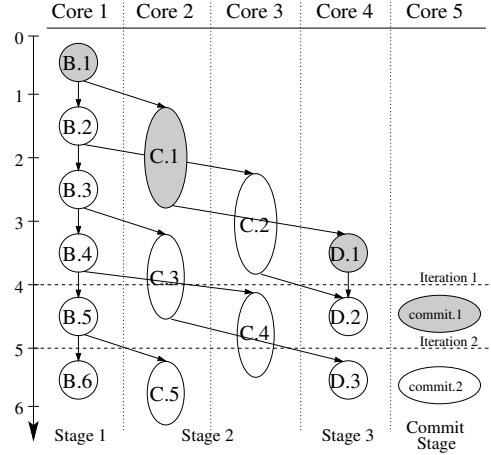 Core 1 Core 2 Core 3 Core 4 Core 5
0
B.1
1
B.2
C.1
2
B.3
C.2
3
B.4 D.1
C.3 Iteration 1
4
B.5 D.2 commit.1
C.4
Iteration 2
5
B.6 C.5 D.3 commit.2
6
Stage 1 Stage 2 Stage 3 Commit
Stage